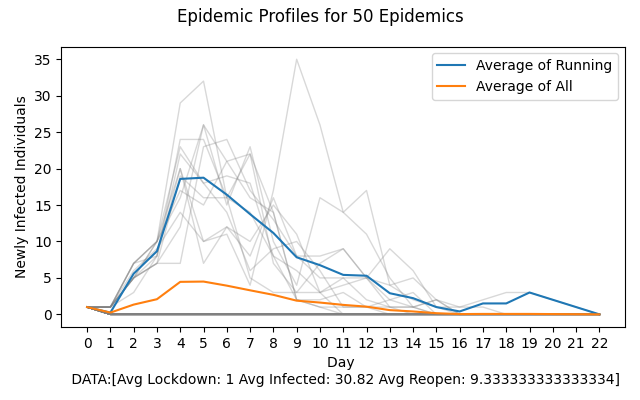 Epidemic Profiles for 50 Epidemics
Average of Running
Average of All
Newly Infected Individuals
35
30
25
20
15
10
5
0
0 1 2 3 4 5 6 7 8 9 10 11 12 13 14 15 16 17 18 19 20 21 22
Day
DATA:[Avg Lockdown: 1 Avg Infected: 30.82 Avg Reopen: 9.333333333333334]